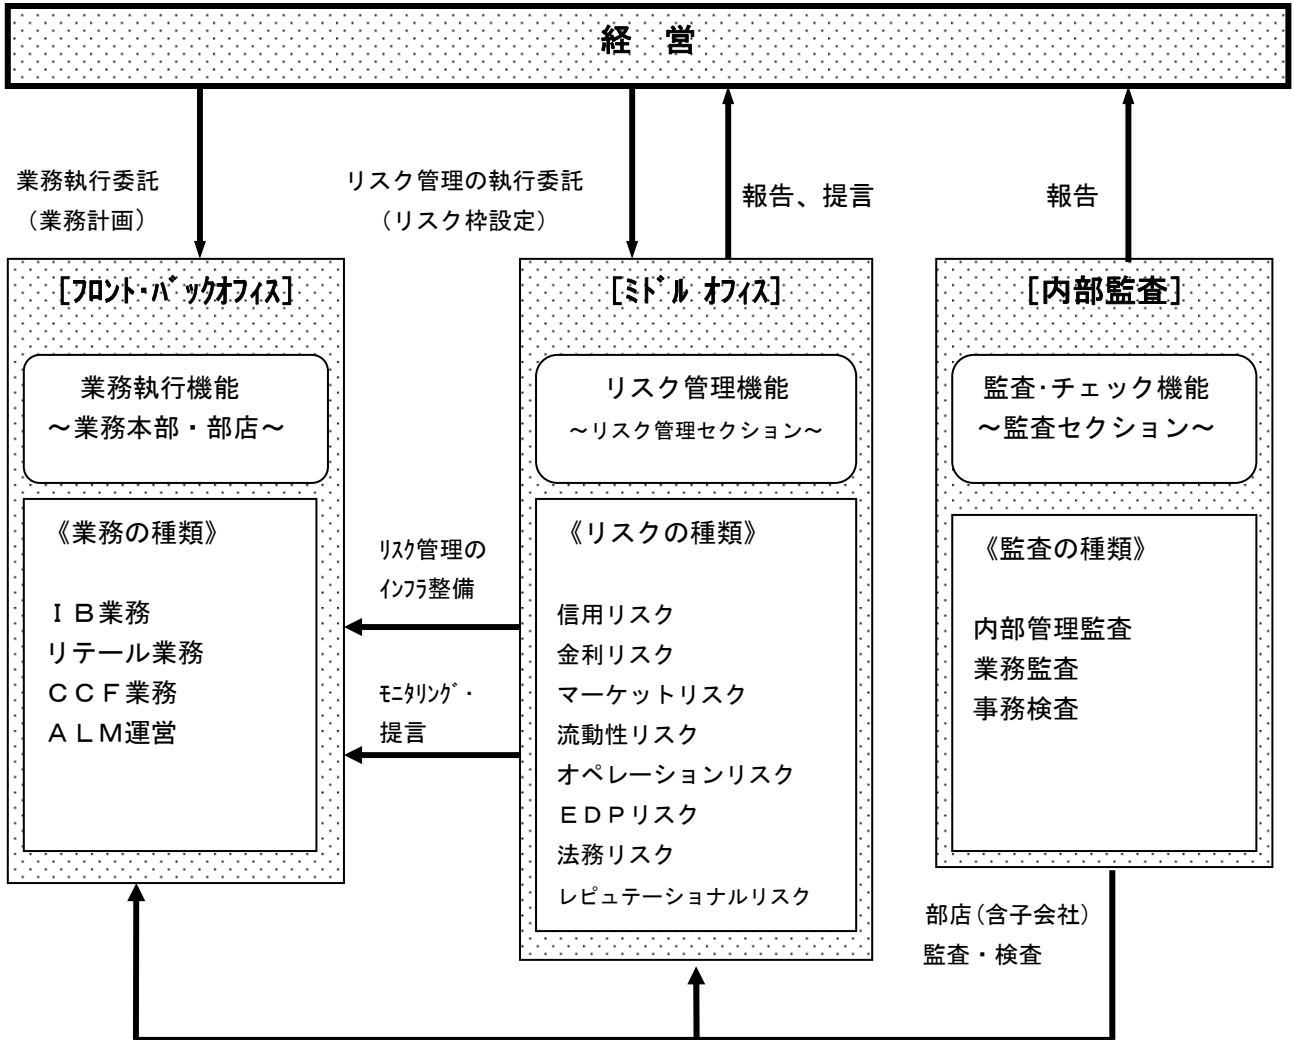 経 営
業務執行委託
（業務計画）
リスク管理の執行委託
（リスク枠設定）
報告、提言
報告
[ﾌﾛﾝﾄ・ﾊﾞｯｸｵﾌｨｽ]
業務執行機能
～業務本部・部店～
《業務の種類》
ＩＢ業務
リテール業務
ＣＣＦ業務
ＡＬＭ運営
ﾘｽｸ管理の
ｲﾝﾌﾗ整備
ﾓﾆﾀﾘﾝｸﾞ・
提言
[ﾐﾄﾞﾙ ｵﾌｨｽ]
リスク管理機能
～リスク管理セクション～
《リスクの種類》
信用リスク
金利リスク
マーケットリスク
流動性リスク
オペレーションリスク
ＥＤＰリスク
法務リスク
レピュテーショナルリスク
[内部監査]
監査･チェック機能
～監査セクション～
《監査の種類》
内部管理監査
業務監査
事務検査
部店(含子会社)
監査・検査